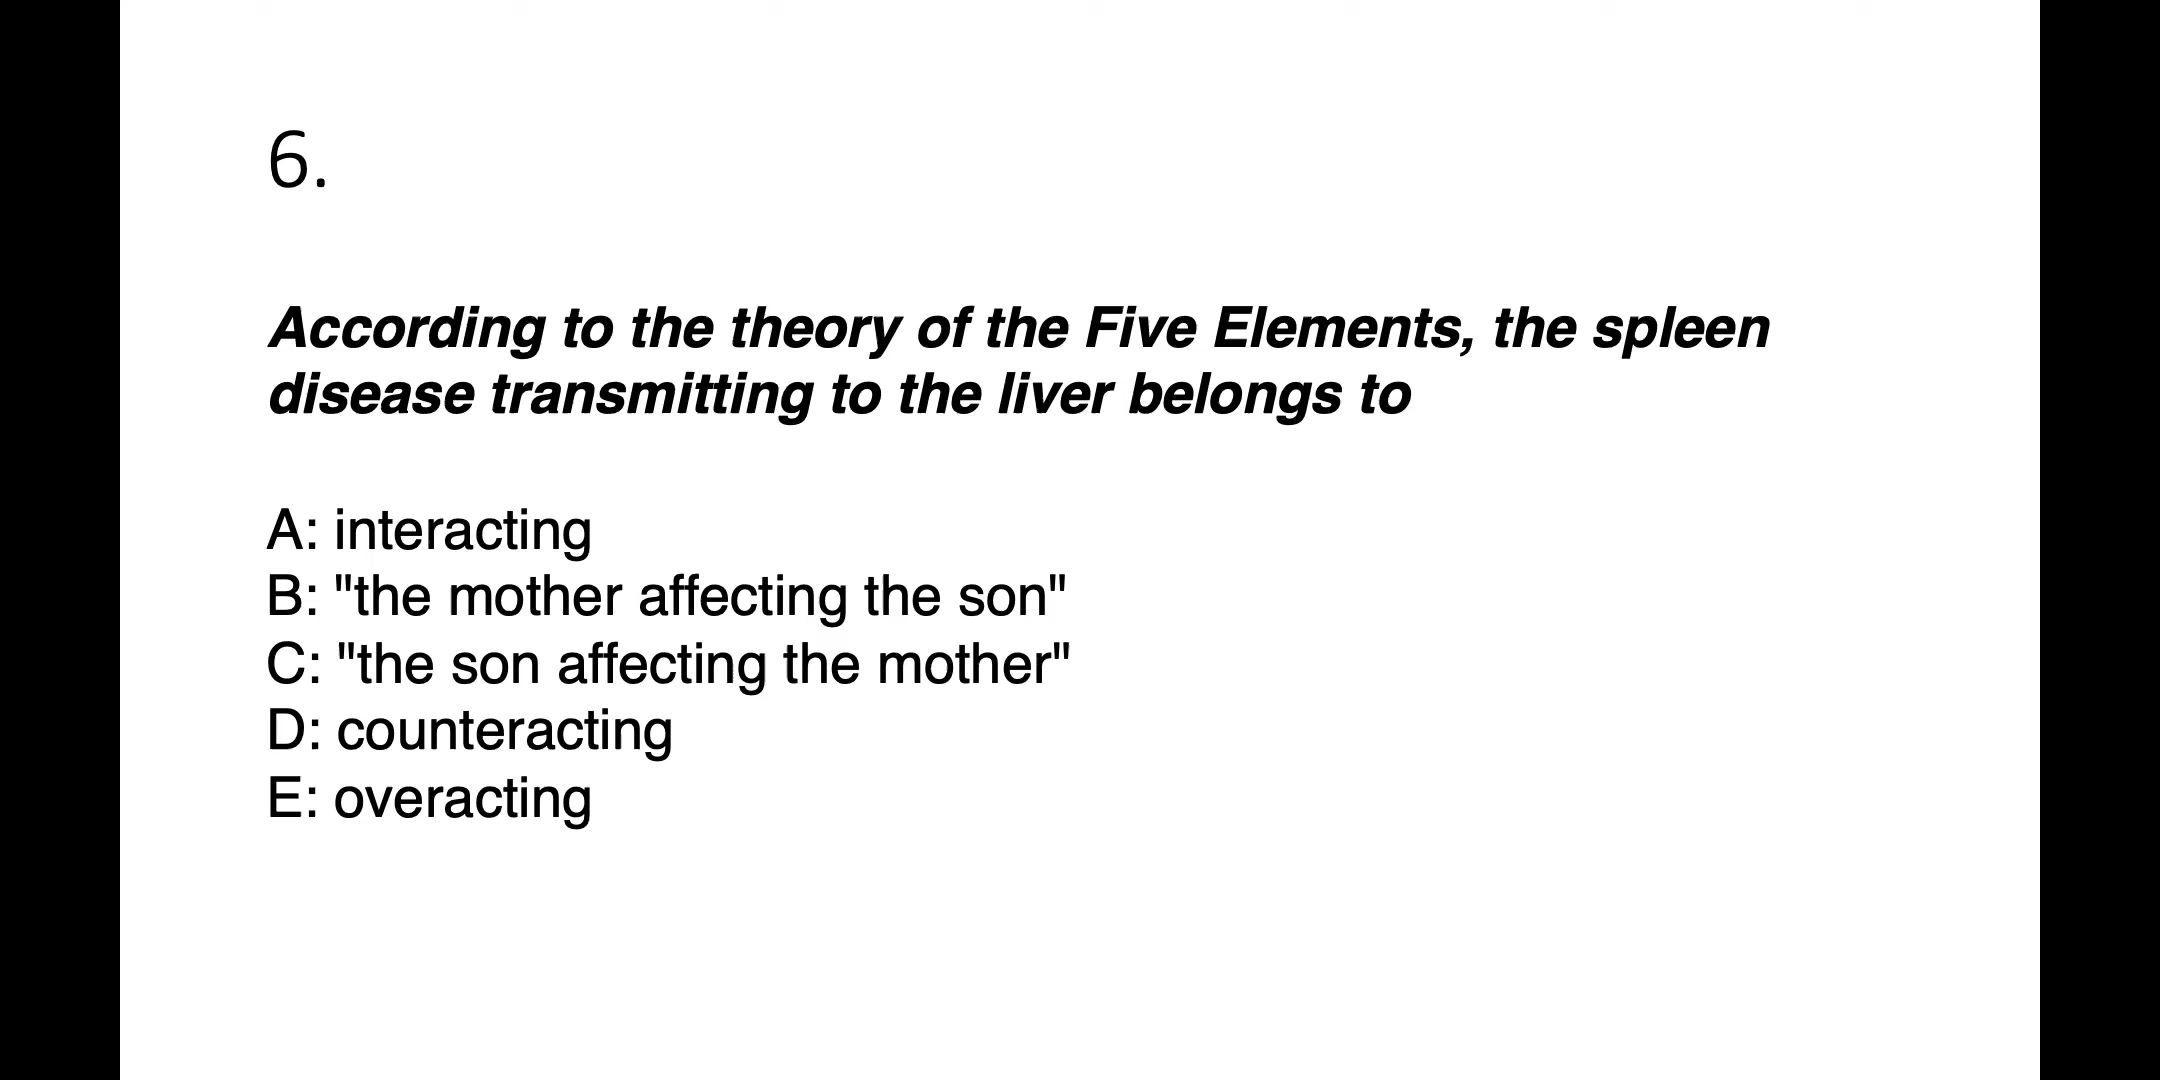 6.
According to the theory of the Five Elements, the spleen
disease transmitting to the liver belongs to
A: interacting
B: "the mother affecting the son"
C: "the son affecting the mother"
D: counteracting
E: overacting